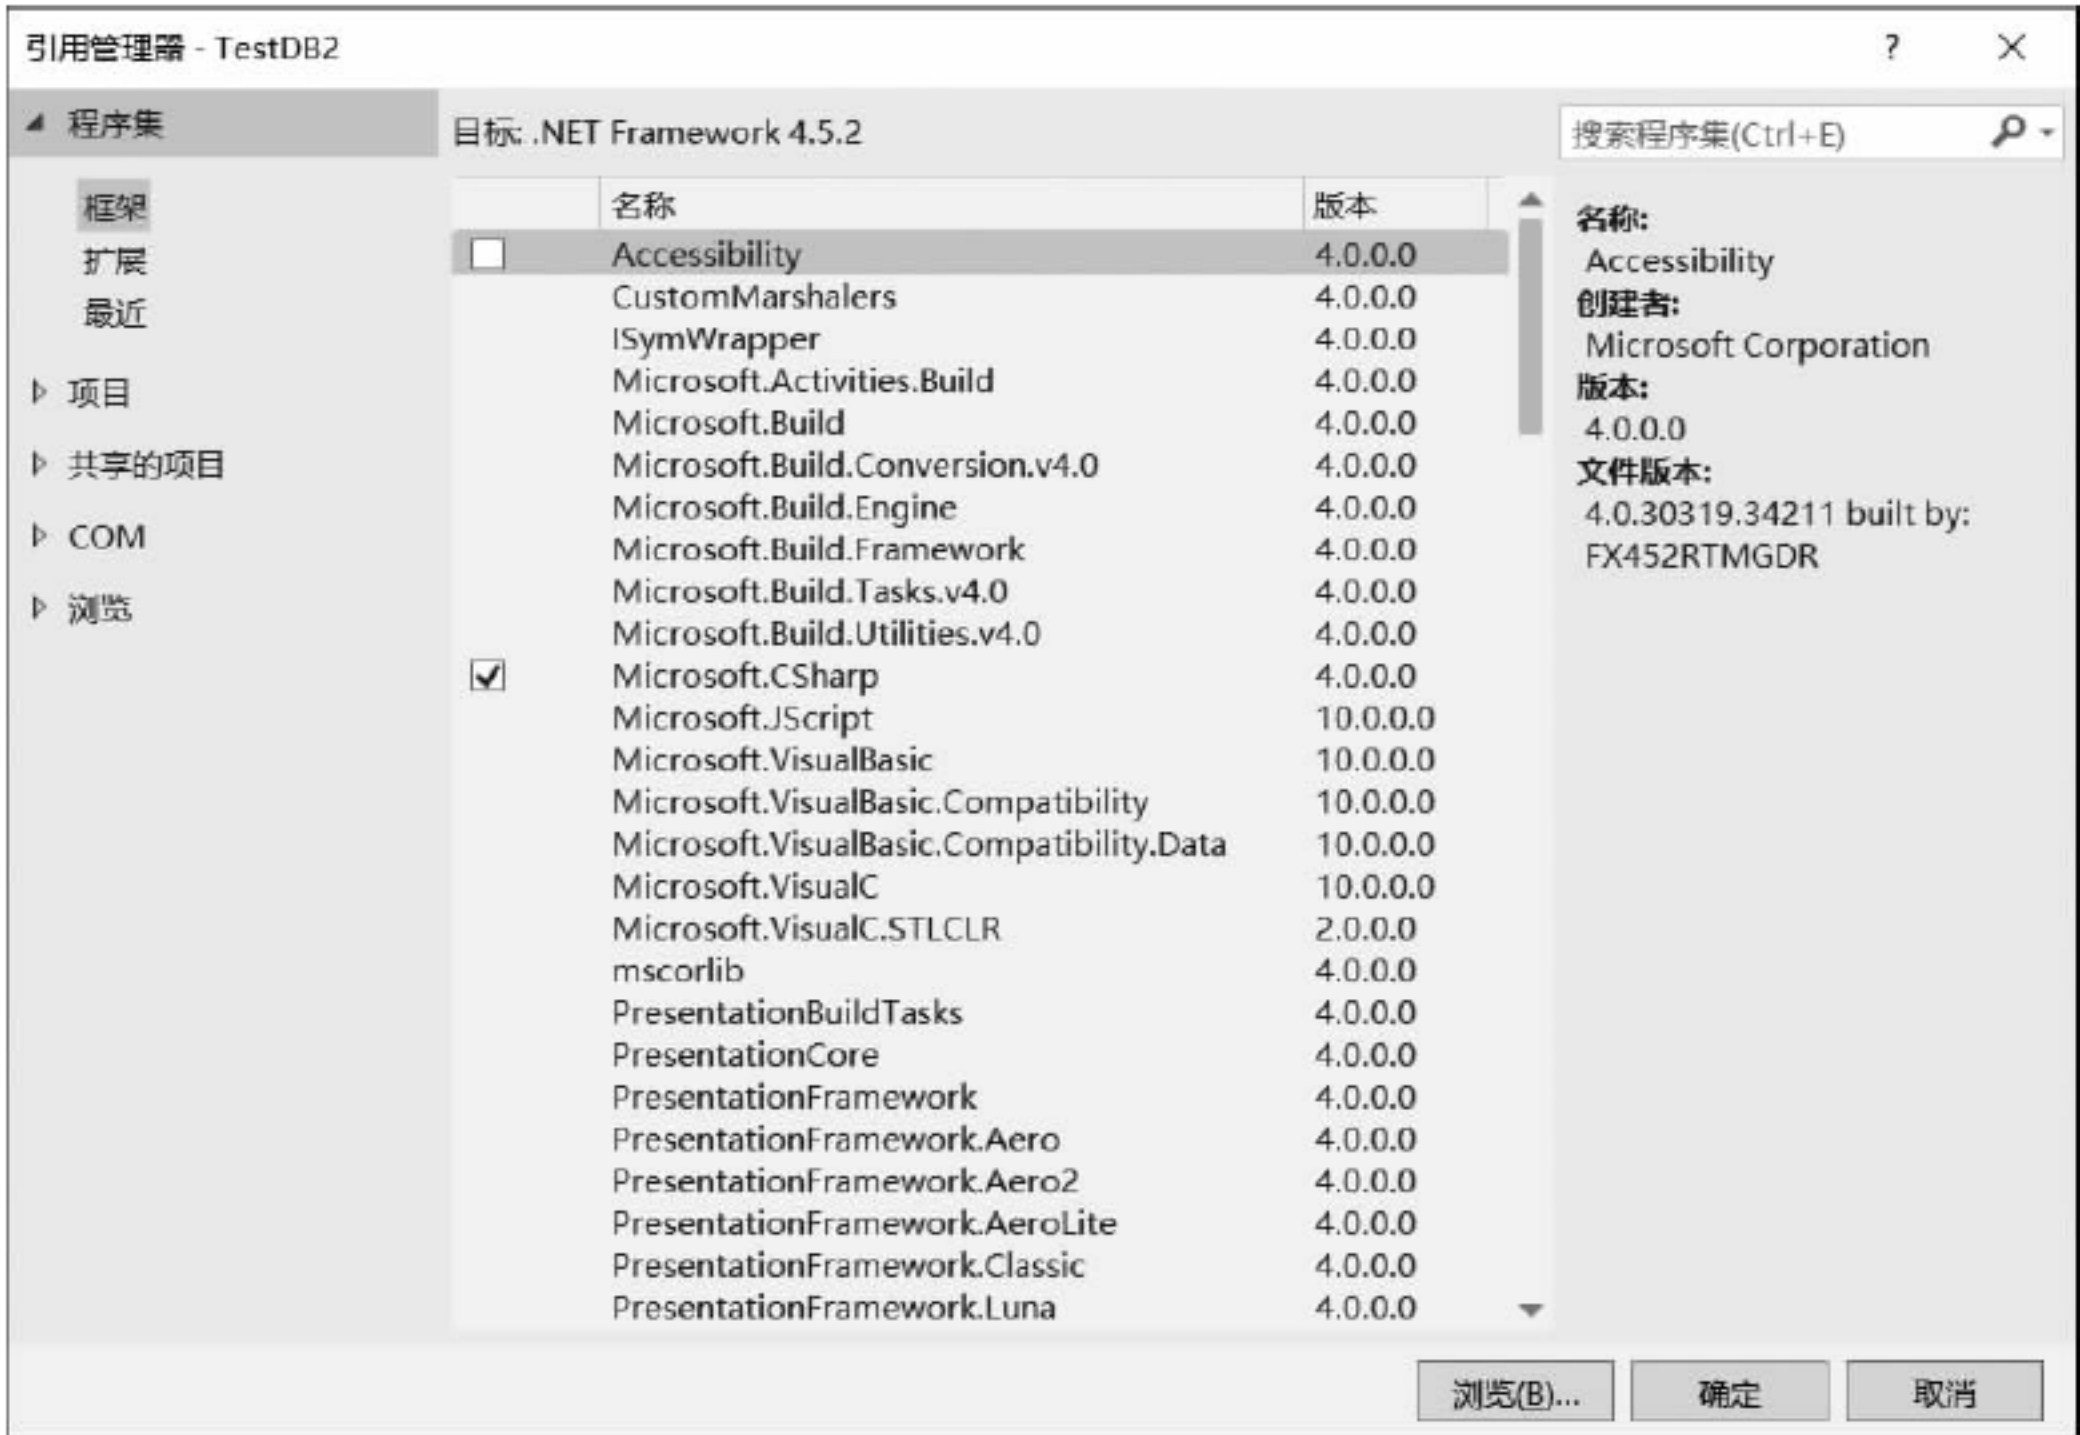 引用管理器 - TestDB2
?
程序集
框架
扩展
最近
项目
共享的项目
COM
浏览
目标: .NET Framework 4.5.2
搜索程序集(Ctrl+E)
名称 版本
Accessibility 4.0.0.0
CustomMarshalers 4.0.0.0
ISymWrapper 4.0.0.0
Microsoft.Activities.Build 4.0.0.0
Microsoft.Build 4.0.0.0
Microsoft.Build.Conversion.v4.0 4.0.0.0
Microsoft.Build.Engine 4.0.0.0
Microsoft.Build.Framework 4.0.0.0
Microsoft.Build.Tasks.v4.0 4.0.0.0
Microsoft.Build.Utilities.v4.0 4.0.0.0
Microsoft.CSharp 4.0.0.0
Microsoft.JScript 10.0.0.0
Microsoft.VisualBasic 10.0.0.0
Microsoft.VisualBasic.Compatibility 10.0.0.0
Microsoft.VisualBasic.Compatibility.Data 10.0.0.0
Microsoft.VisualC 10.0.0.0
Microsoft.VisualC.STLCLR 2.0.0.0
mscorlib 4.0.0.0
PresentationBuildTasks 4.0.0.0
PresentationCore 4.0.0.0
PresentationFramework 4.0.0.0
PresentationFramework.Aero 4.0.0.0
PresentationFramework.Aero2 4.0.0.0
PresentationFramework.AeroLite 4.0.0.0
PresentationFramework.Classic 4.0.0.0
PresentationFramework.Luna 4.0.0.0
名称:
Accessibility
创建者:
Microsoft Corporation
版本:
4.0.0.0
文件版本:
4.0.30319.34211 built by:
FX452RTMGDR
浏览(B)... 确定 取消